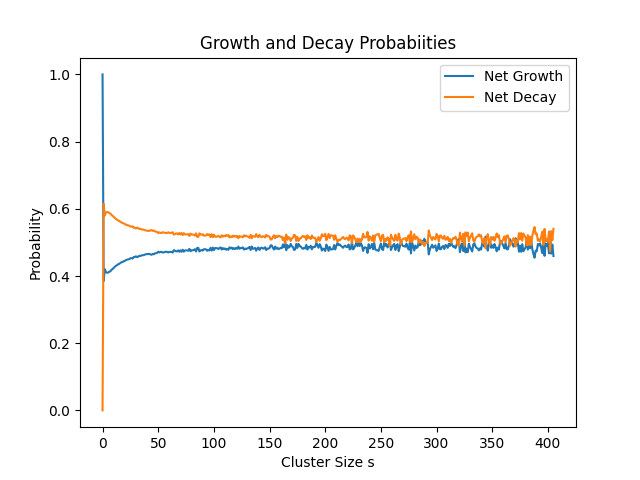 Growth and Decay Probabiities
Net Growth
Net Decay
1.0
0.8
0.6
0.4
0.2
0.0
Probability
0 50 100 150 200 250 300 350 400
Cluster Size s